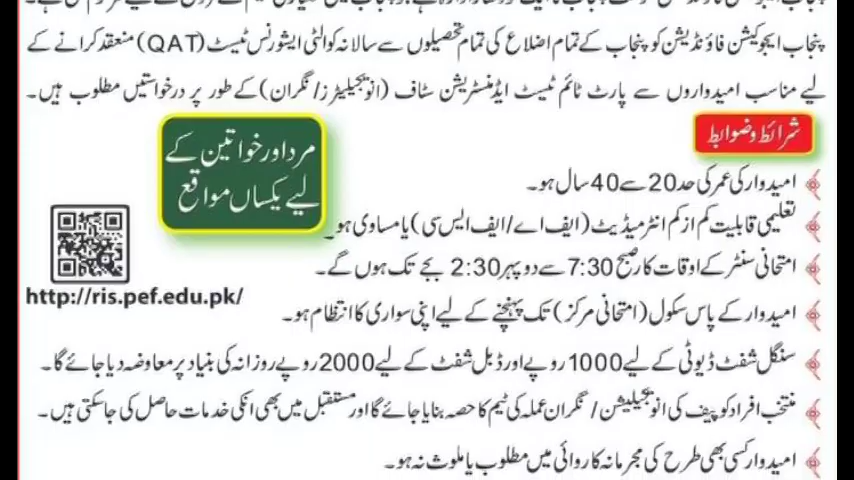 پنجاب ایجوکیشن فاؤنڈیشن کو پنجاب کے تمام اضلاع کی تمام تحصیلوں سے سالانہ کوالٹی ایشورنس ٹیسٹ (QAT) منعقد کرانے کے
لیے مناسب امیدواروں سے پارٹ ٹائم ٹیسٹ ایڈمنسٹریشن سٹاف (انویجیلیٹرز/نگران) کے طور پر درخواستیں مطلوب ہیں۔
شرائط و ضوابط
مرد اور خواتین کے
لیے یکساں مواقع
امیدوار کی عمر کی حد 20 سے 40 سال ہو۔
تعلیمی قابلیت کم از کم انٹرمیڈیٹ (ایف اے/ایف ایس سی) یا مساوی ہو۔
امتحانی سنٹر کے اوقات کار صبح 7:30 سے دوپہر 2:30 بجے تک ہوں گے۔
http://ris.pef.edu.pk/
امیدوار کے پاس سکول (امتحانی مرکز) تک پہنچنے کے لیے اپنی سواری کا انتظام ہو۔
سنگل شفٹ ڈیوٹی کے لیے 1000 روپے اور ڈبل شفٹ کے لیے 2000 روپے روزانہ کی بنیاد پر معاوضہ دیا جائے گا۔
منتخب افراد کو پیف کی انویجیلیشن/نگران عملہ کی ٹیم کا حصہ بنایا جائے گا اور مستقبل میں بھی انکی خدمات حاصل کی جاسکتی ہیں۔
امیدوار کسی بھی طرح کی مجرمانہ کاروائی میں مطلوب یا ملوث نہ ہو۔